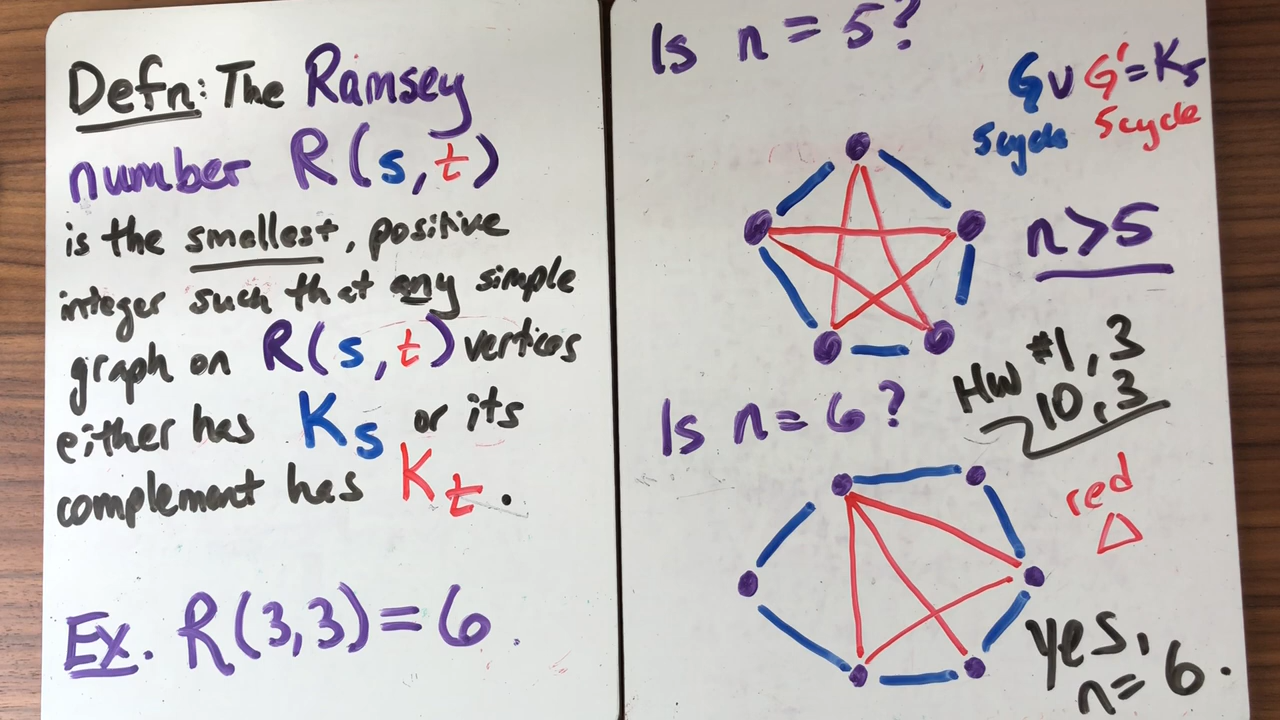 Defn: The Ramsey
number R(s,t)
is the smallest, positive
integer such that any simple
graph on R(s,t) vertices
either has Ks or its
complement has Kt.
Ex. R(3,3)=6.
Is n=5?
G∪G'=K5
5cycle 5cycle
n>5
HW #1,3
10,3
Is n=6?
red
Δ
Yes,
n=6.